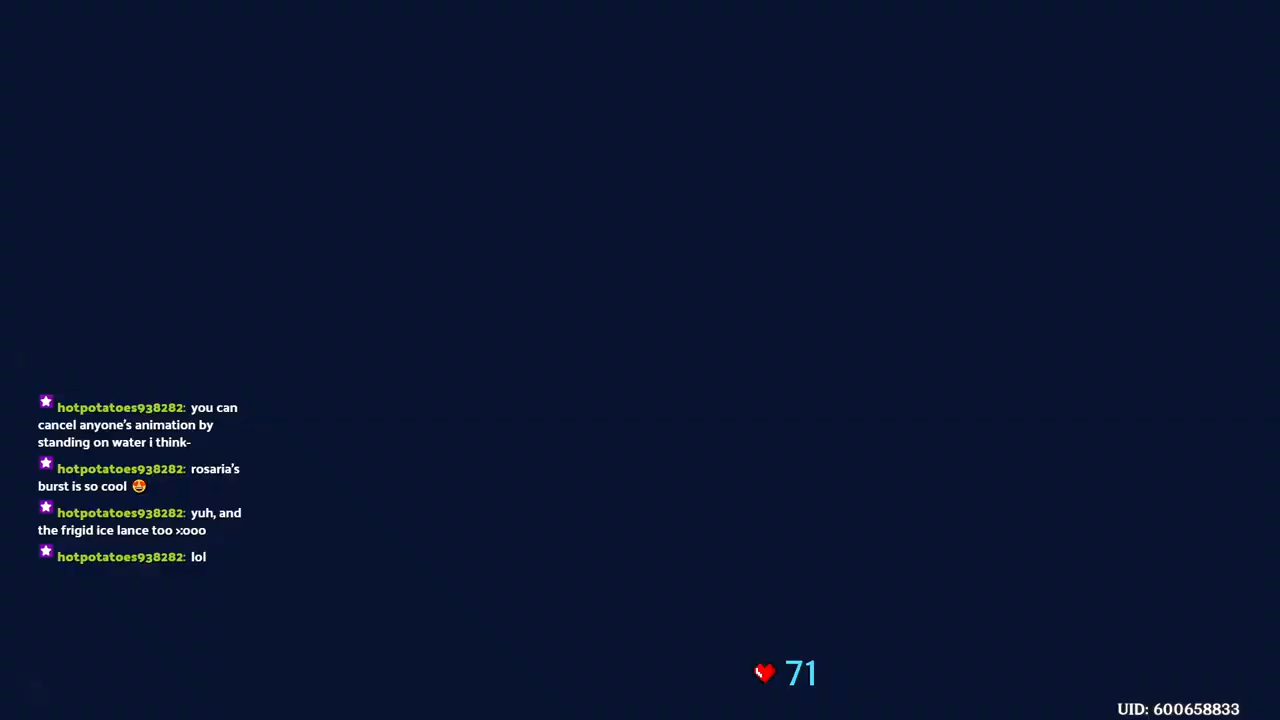 hotpotatoes938282: you can
cancel anyone's animation by
standing on water i think-
hotpotatoes938282: rosaria's
burst is so cool 😍
hotpotatoes938282: yuh, and
the frigid ice lance too >:ooo
hotpotatoes938282: lol
71
UID: 600658833